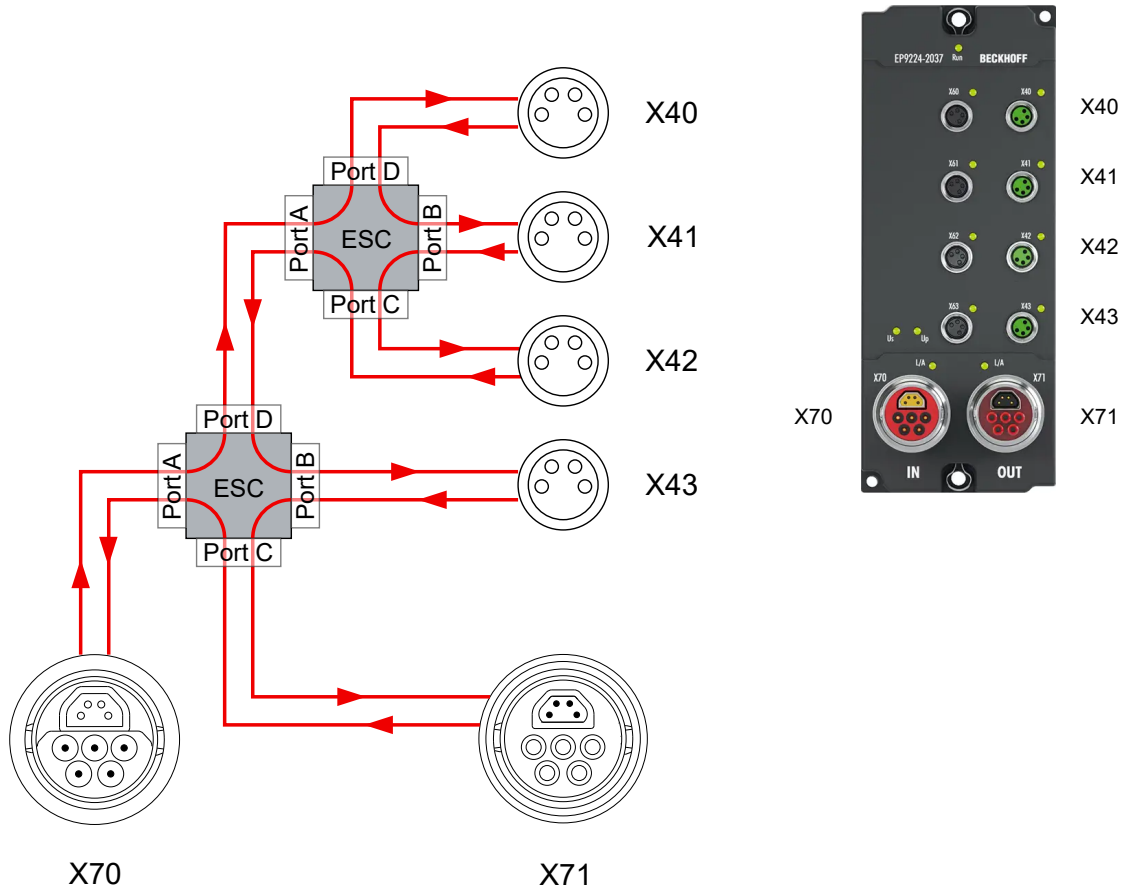 X40
Port D
Port A
ESC
Port B
X41
Port C
X42
Port D
Port A
ESC
Port B
X43
Port C
X70
X71
EP9224-2037 Run BECKHOFF
X60 X40
X40
X61 X41
X41
X62 X42
X42
X63 X43
X43
Us Up
L/A L/A
X70 X71
X70
X71
IN OUT